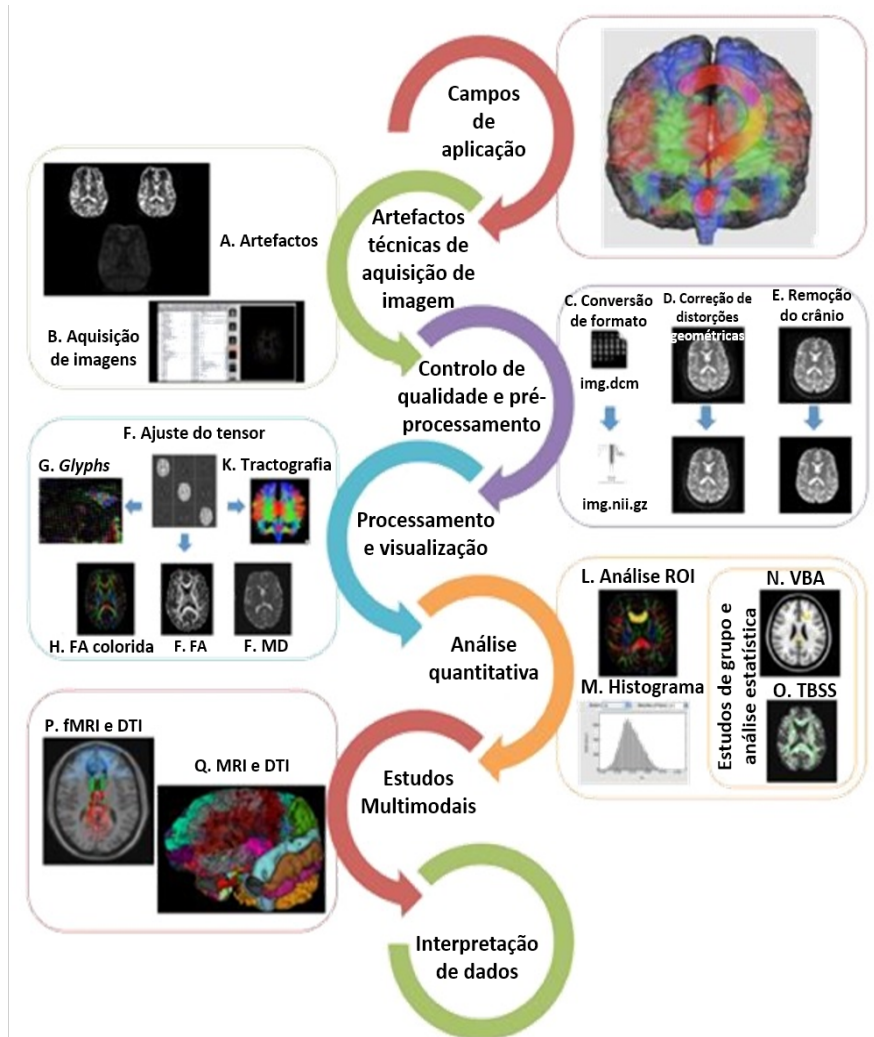 Campos
de
aplicação
Artefactos
técnicas de
aquisição de
imagem
A. Artefactos
B. Aquisição
de imagens
Controlo de
qualidade e pré-
processamento
C. Conversão
de formato
img.dcm
img.nii.gz
D. Correção de
distorções
geométricas
E. Remoção
do crânio
Processamento
e visualização
F. Ajuste do tensor
G. Glyphs
K. Tractografia
H. FA colorida
F. FA
F. MD
Análise
quantitativa
L. Análise ROI
M. Histograma
Estudos de grupo e
análise estatística
N. VBA
O. TBSS
Estudos
Multimodais
P. fMRI e DTI
Q. MRI e DTI
Interpretação
de dados